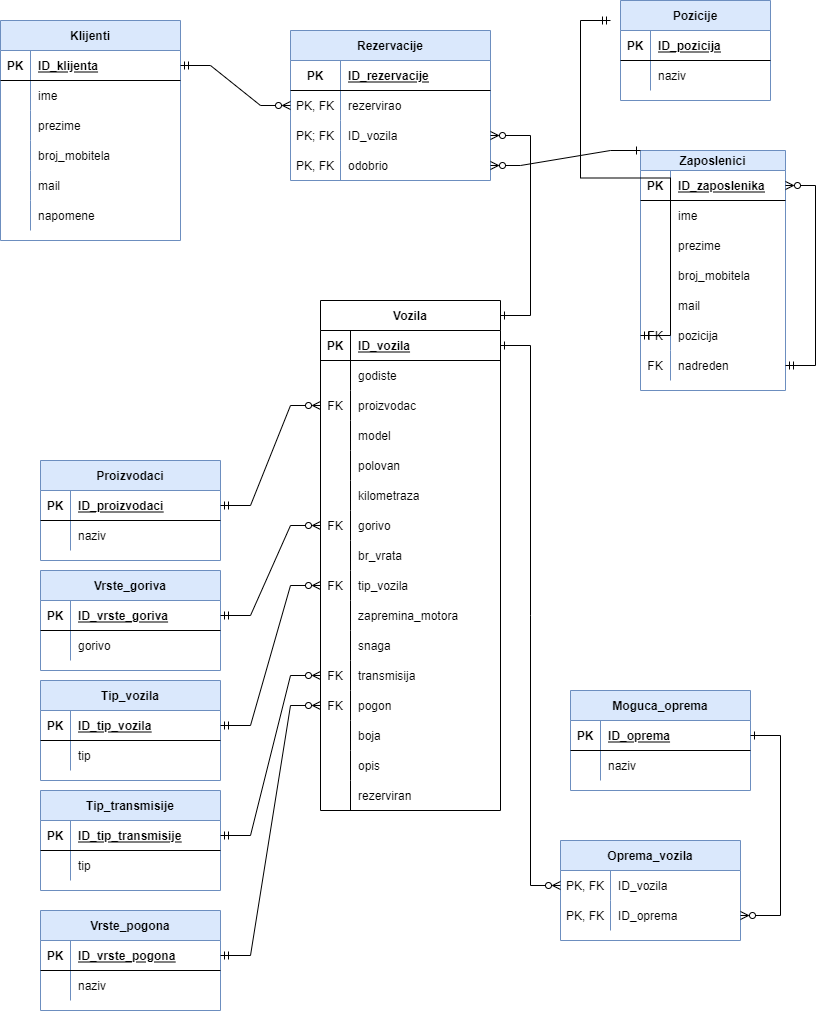 Klijenti
PK ID_klijenta
ime
prezime
broj_mobitela
mail
napomene
Rezervacije
PK ID_rezervacije
PK, FK rezervirao
PK; FK ID_vozila
PK, FK odobrio
Pozicije
PK ID_pozicija
naziv
Zaposlenici
PK ID_zaposlenika
ime
prezime
broj_mobitela
mail
FK pozicija
FK nadreden
Vozila
PK ID_vozila
godiste
FK proizvodac
model
polovan
kilometraza
FK gorivo
br_vrata
FK tip_vozila
zapremina_motora
snaga
FK transmisija
FK pogon
boja
opis
rezerviran
Proizvodaci
PK ID_proizvodaci
naziv
Vrste_goriva
PK ID_vrste_goriva
gorivo
Tip_vozila
PK ID_tip_vozila
tip
Tip_transmisije
PK ID_tip_transmisije
tip
Vrste_pogona
PK ID_vrste_pogona
naziv
Moguca_oprema
PK ID_oprema
naziv
Oprema_vozila
PK, FK ID_vozila
PK, FK ID_oprema